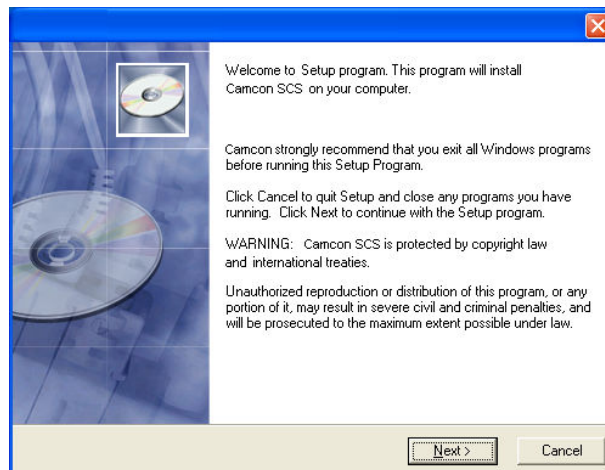 Welcome to Setup program. This program will install
Camcon SCS on your computer.
Camcon strongly recommend that you exit all Windows programs
before running this Setup Program.
Click Cancel to quit Setup and close any programs you have
running. Click Next to continue with the Setup program.
WARNING: Camcon SCS is protected by copyright law
and international treaties.
Unauthorized reproduction or distribution of this program, or any
portion of it, may result in severe civil and criminal penalties, and
will be prosecuted to the maximum extent possible under law.
Next > Cancel